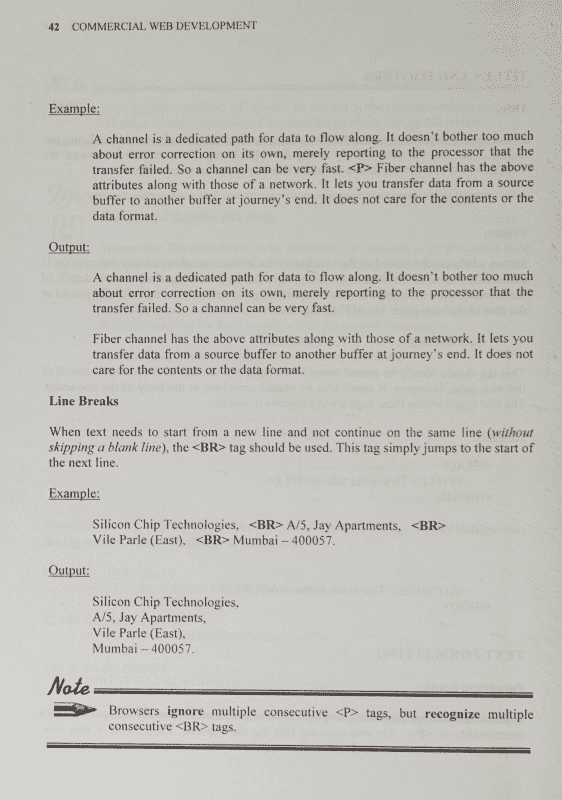 42 COMMERCIAL WEB DEVELOPMENT
Example:
A channel is a dedicated path for data to flow along. It doesn't bother too much
about error correction on its own, merely reporting to the processor that the
transfer failed. So a channel can be very fast. <P> Fiber channel has the above
attributes along with those of a network. It lets you transfer data from a source
buffer to another buffer at journey's end. It does not care for the contents or the
data format.
Output:
A channel is a dedicated path for data to flow along. It doesn't bother too much
about error correction on its own, merely reporting to the processor that the
transfer failed. So a channel can be very fast.
Fiber channel has the above attributes along with those of a network. It lets you
transfer data from a source buffer to another buffer at journey's end. It does not
care for the contents or the data format.
Line Breaks
When text needs to start from a new line and not continue on the same line (without
skipping a blank line), the <BR> tag should be used. This tag simply jumps to the start of
the next line.
Example:
Silicon Chip Technologies, <BR> A/5, Jay Apartments, <BR>
Vile Parle (East), <BR> Mumbai – 400057.
Output:
Silicon Chip Technologies,
A/5, Jay Apartments,
Vile Parle (East),
Mumbai – 400057.
Note
Browsers ignore multiple consecutive <P> tags, but recognize multiple
consecutive <BR> tags.